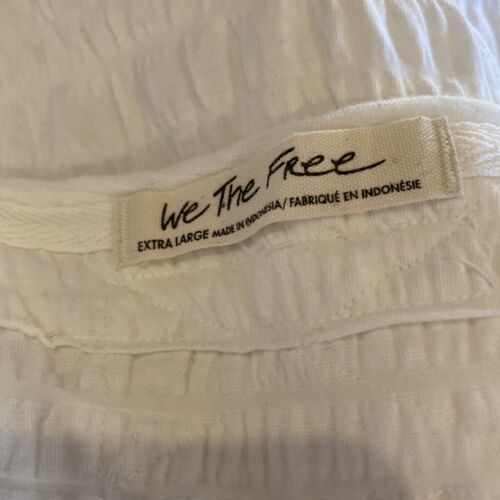 We The Free
EXTRA LARGE MADE IN INDONESIA/ FABRIQUÉ EN INDONÉSIE